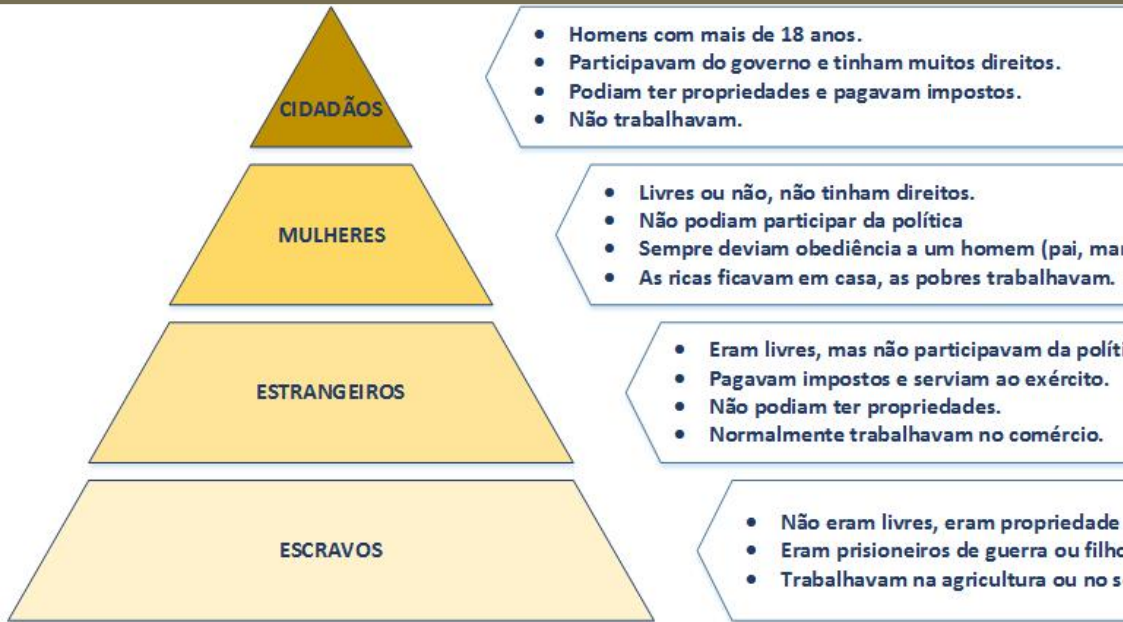 CIDADÃOS
• Homens com mais de 18 anos.
• Participavam do governo e tinham muitos direitos.
• Podiam ter propriedades e pagavam impostos.
• Não trabalhavam.
MULHERES
• Livres ou não, não tinham direitos.
• Não podiam participar da política
• Sempre deviam obediência a um homem (pai,
• As ricas ficavam em casa, as pobres trabalhavam.
ESTRANGEIROS
• Eram livres, mas não participavam da
• Pagavam impostos e serviam ao exército.
• Não podiam ter propriedades.
• Normalmente trabalhavam no comércio.
ESCRAVOS
• Não eram livres, eram propriedade
• Eram prisioneiros de guerra ou
• Trabalhavam na agricultura ou no